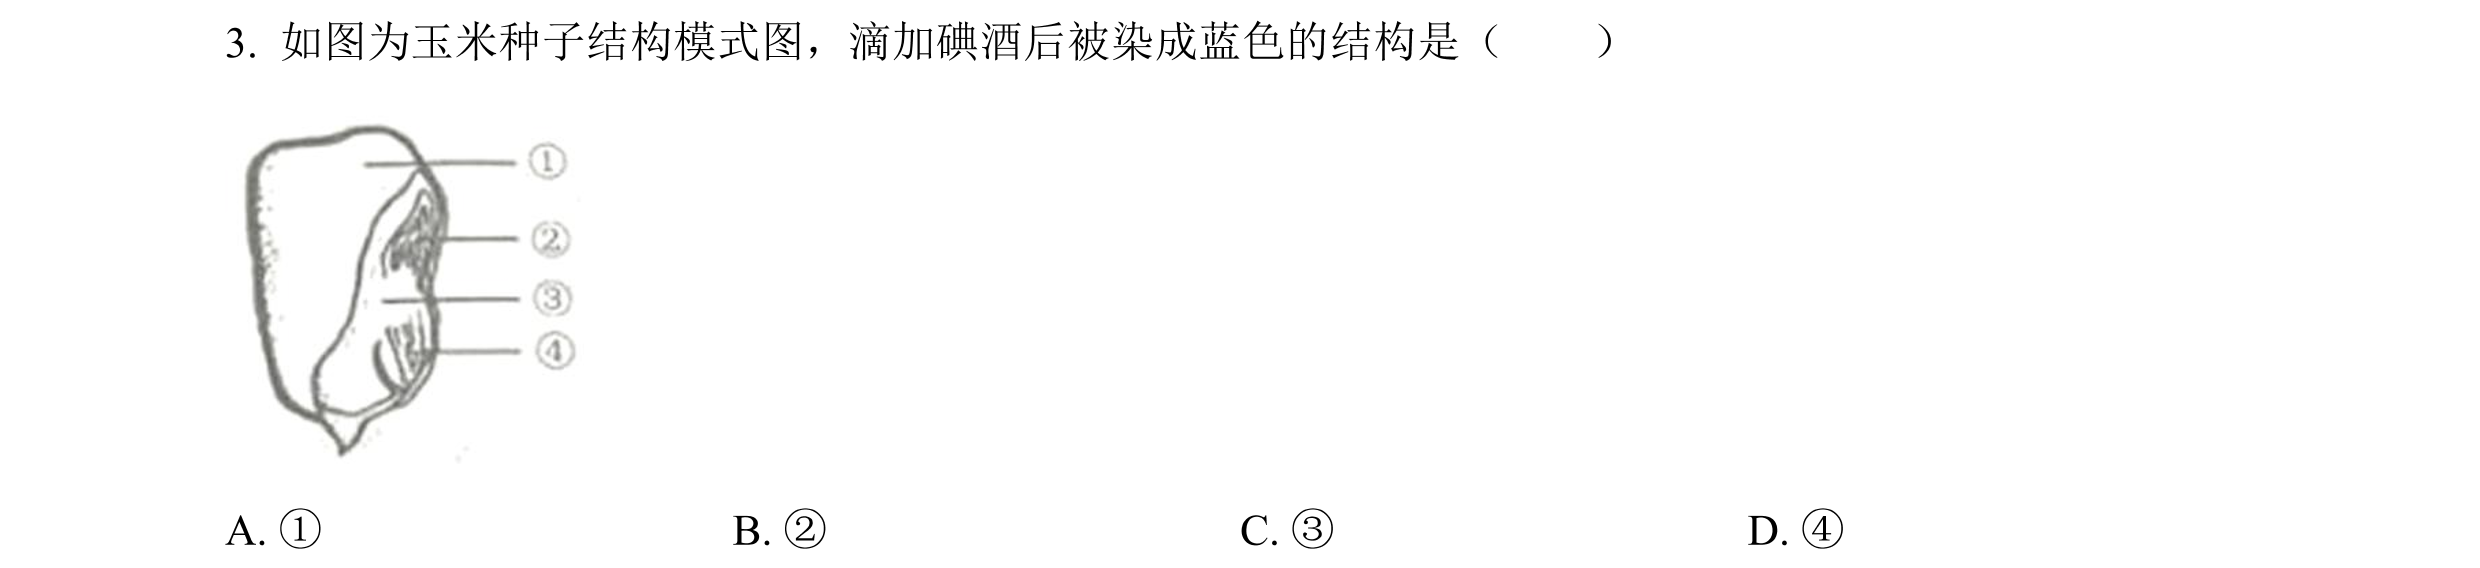 3. 如图为玉米种子结构模式图，滴加碘酒后被染成蓝色的结构是（　　）
①
②
③
④
A. ① B. ② C. ③ D. ④